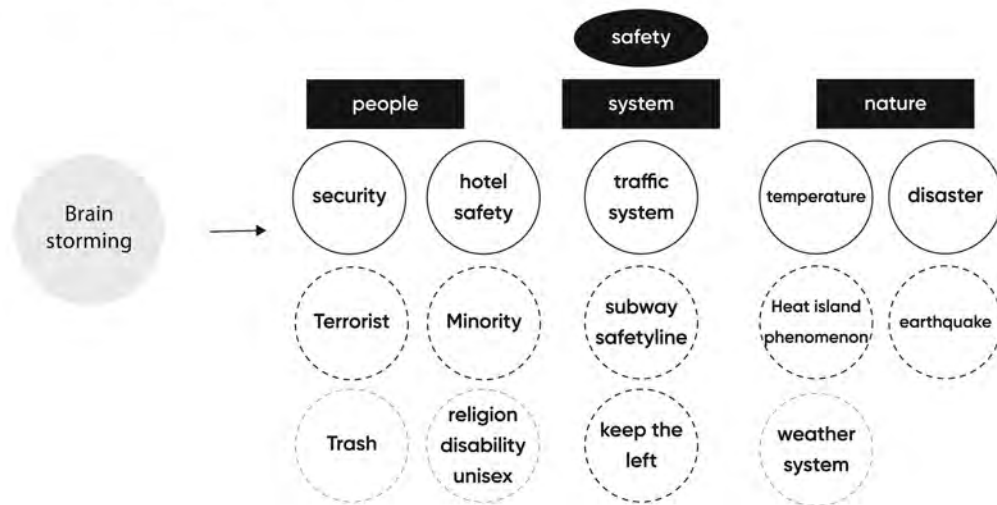 safety
people
system
nature
Brain
storming
security
hotel
safety
traffic
system
temperature
disaster
Terrorist
Minority
subway
safetyline
Heat island
phenomenon
earthquake
Trash
religion
disability
unisex
keep the
left
weather
system